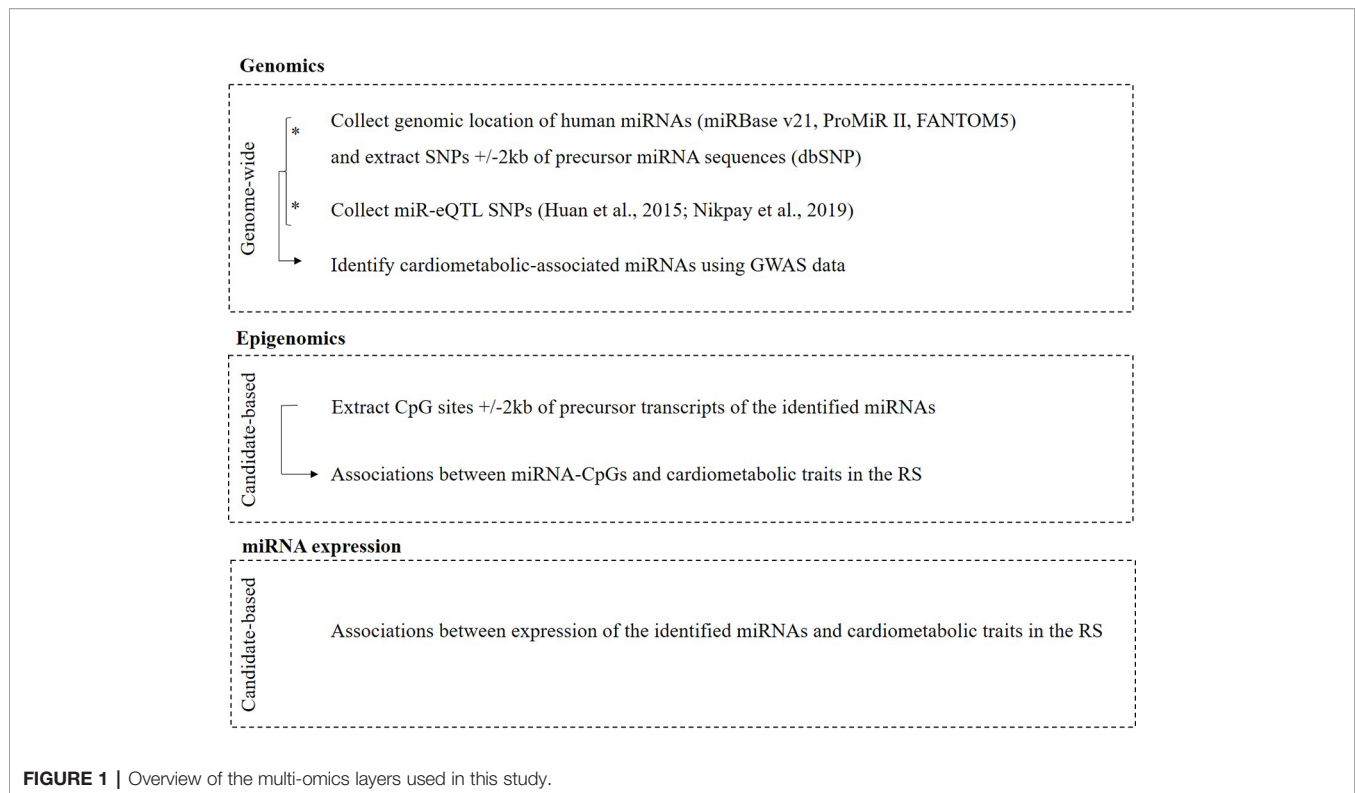 Genomics
Genome-wide
* Collect genomic location of human miRNAs (miRBase v21, ProMiR II, FANTOM5)
and extract SNPs +/-2kb of precursor miRNA sequences (dbSNP)
* Collect miR-eQTL SNPs (Huan et al., 2015; Nikpay et al., 2019)
Identify cardiometabolic-associated miRNAs using GWAS data
Epigenomics
Candidate-based
Extract CpG sites +/-2kb of precursor transcripts of the identified miRNAs
Associations between miRNA-CpGs and cardiometabolic traits in the RS
miRNA expression
Candidate-based
Associations between expression of the identified miRNAs and cardiometabolic traits in the RS
FIGURE 1 | Overview of the multi-omics layers used in this study.